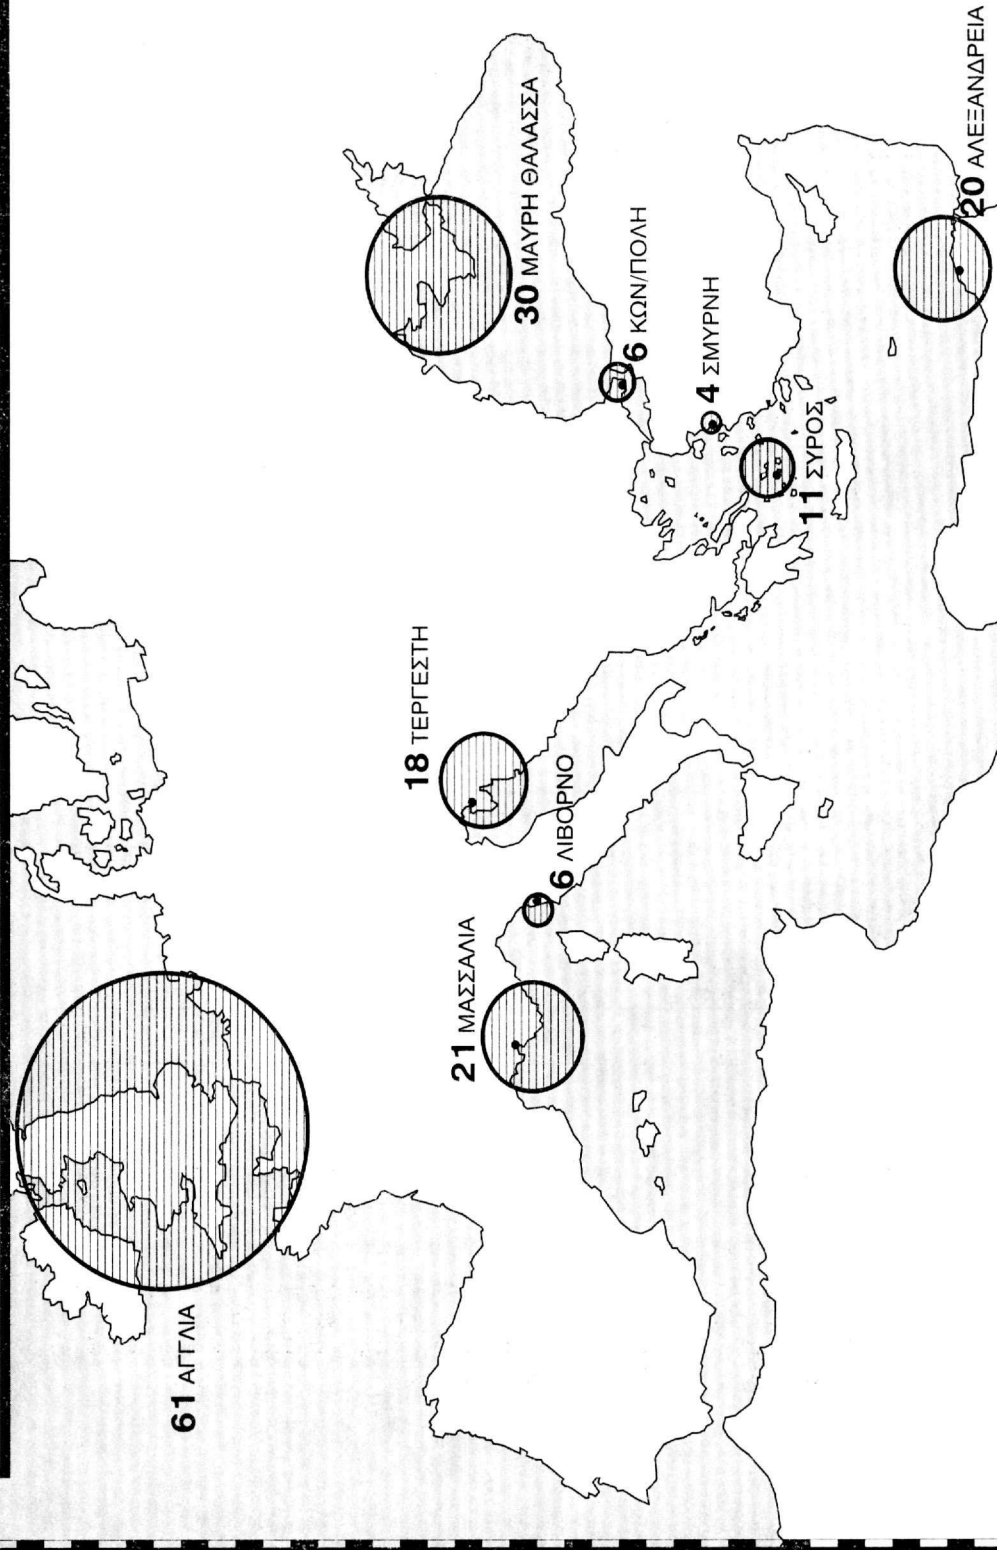 61 ΑΓΓΛΙΑ
21 ΜΑΣΣΑΛΙΑ
6 ΛΙΒΟΡΝΟ
18 ΤΕΡΓΕΣΤΗ
30 ΜΑΥΡΗ ΘΑΛΑΣΣΑ
6 ΚΩΝ/ΠΟΛΗ
4 ΣΜΥΡΝΗ
11 ΣΥΡΟΣ
20 ΑΛΕΞΑΝΔΡΕΙΑ